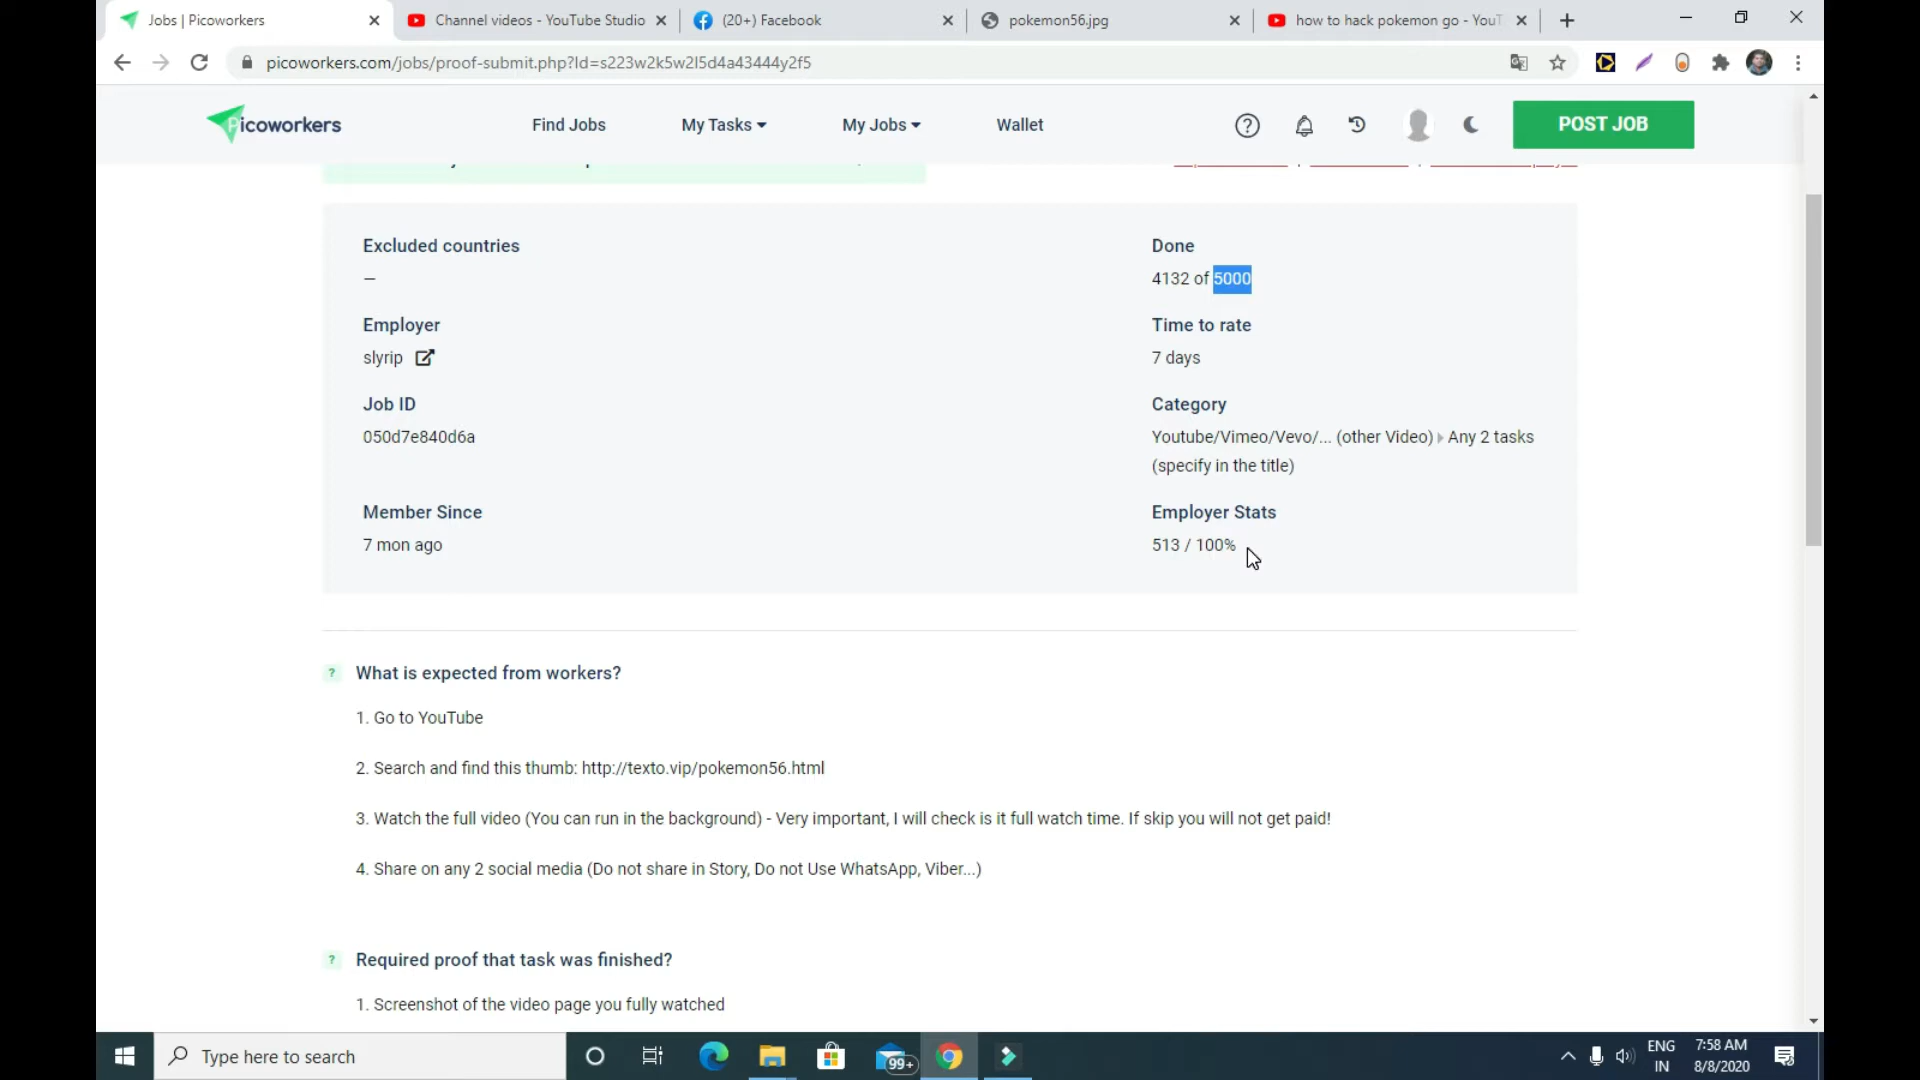 Jobs | Picoworkers
Channel videos - YouTube Studio
(20+) Facebook
pokemon56.jpg
how to hack pokemon go - YouT
picoworkers.com/jobs/proof-submit.php?Id=s223w2k5w2l5d4a43444y2f5
Picoworkers
Find Jobs
My Tasks
My Jobs
Wallet
POST JOB
Excluded countries
—
Done
4132 of 5000
Employer
slyrip
Time to rate
7 days
Job ID
050d7e840d6a
Category
Youtube/Vimeo/Vevo/... (other Video) Any 2 tasks
(specify in the title)
Member Since
7 mon ago
Employer Stats
513 / 100%
? What is expected from workers?
1. Go to YouTube
2. Search and find this thumb: http://texto.vip/pokemon56.html
3. Watch the full video (You can run in the background) - Very important, I will check is it full watch time. If skip you will not get paid!
4. Share on any 2 social media (Do not share in Story, Do not Use WhatsApp, Viber...)
? Required proof that task was finished?
1. Screenshot of the video page you fully watched
Type here to search
99+
ENG
IN
7:58 AM
8/8/2020